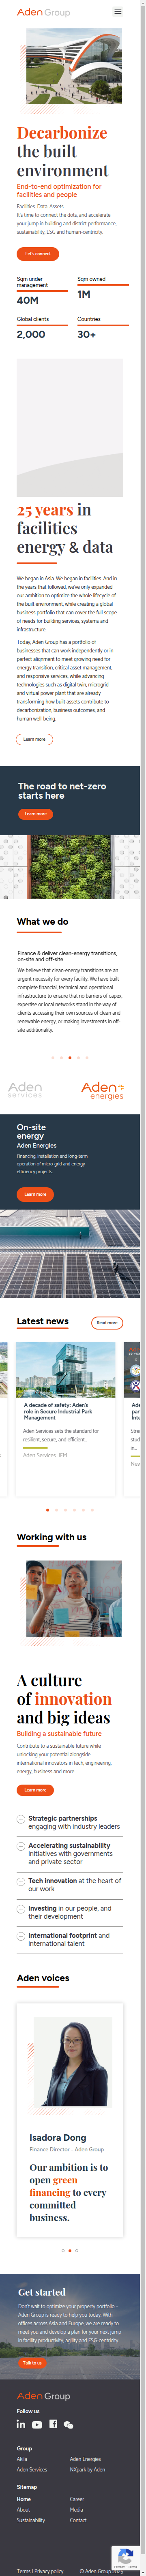 Aden Group
Decarbonize
the built
environment
End-to-end optimization for
facilities and people
Facilities. Data. Assets.
It's time to connect the dots, and accelerate
your jump in building and district performance,
sustainability, ESG and human-centricity.
Let's connect
Sqm under
management
40M
Sqm owned
1M
Global clients
2,000
Countries
30+
25 years in
facilities
energy & data
We began in Asia. We began in facilities. And in
the years that followed, we've only expanded
our ambition to optimize the whole lifecycle of
the built environment, while creating a global
business portfolio that can cover the full scope
of needs for building services, systems and
infrastructure.
Today, Aden Group has a portfolio of
businesses that can work independently or in
perfect alignment to meet growing need for
energy transition, critical asset management,
and responsive services, while advancing
technologies such as digital twin, microgrid
and virtual power plant that are already
transforming how built assets contribute to
decarbonization, business outcomes, and
human well-being.
Learn more
The road to net-zero
starts here
Learn more
What we do
Finance & deliver clean-energy transitions,
on-site and off-site
We believe that clean-energy transitions are an
urgent necessity for every facility. We have built
options for financial, technical and operational
infrastructure to ensure that no barriers of capex,
expertise or local networks stand in the way of
clients accessing their own sources of clean and
renewable energy, or making investments in off-
site additionality.
Aden
services
Aden
energies
On-site
energy
Aden Energies
Financing, installation and long-term
operation of micro-grid and energy
efficiency projects.
Learn more
Latest news
Read more
A decade of safety: Aden's
role in Secure Industrial Park
Management
Aden Services sets the standard for
resilient, secure, and efficient...
Aden Services IFM
Working with us
A culture
of innovation
and big ideas
Building a sustainable future
Contribute to a sustainable future while
unlocking your potential alongside
international innovators in tech, engineering,
energy, business and more.
Learn more
Strategic partnerships
engaging with industry leaders
Accelerating sustainability
initiatives with governments
and private sector
Tech innovation at the heart of
our work
Investing in our people, and
their development
International footprint and
international talent
Aden voices
Isadora Dong
Finance Director – Aden Group
Our ambition is to
open green
financing to every
committed
business.
Get started
Don't wait to optimize your property portfolio –
Aden Group is ready to help you today. With
offices across Asia and Europe, we are ready to
meet you and develop a plan for your next jump
in facility productivity, agility and ESG-centricity.
Talk to us
Aden Group
Follow us
Group
Akila
Aden Energies
Aden Services
NXpark by Aden
Sitemap
Home
Career
About
Media
Sustainability
Contact
Terms | Privacy policy
© Aden Group 2025
Privacy - Terms